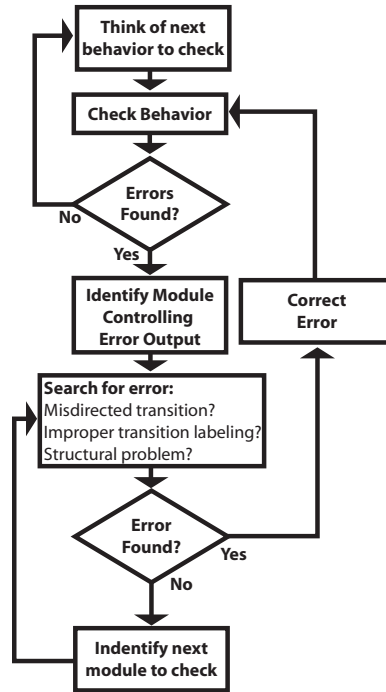 Think of next
behavior to check
Check Behavior
Errors
Found?
No
Yes
Identify Module
Controlling
Error Output
Correct
Error
Search for error:
Misdirected transition?
Improper transition labeling?
Structural problem?
Error
Found?
Yes
No
Indentify next
module to check